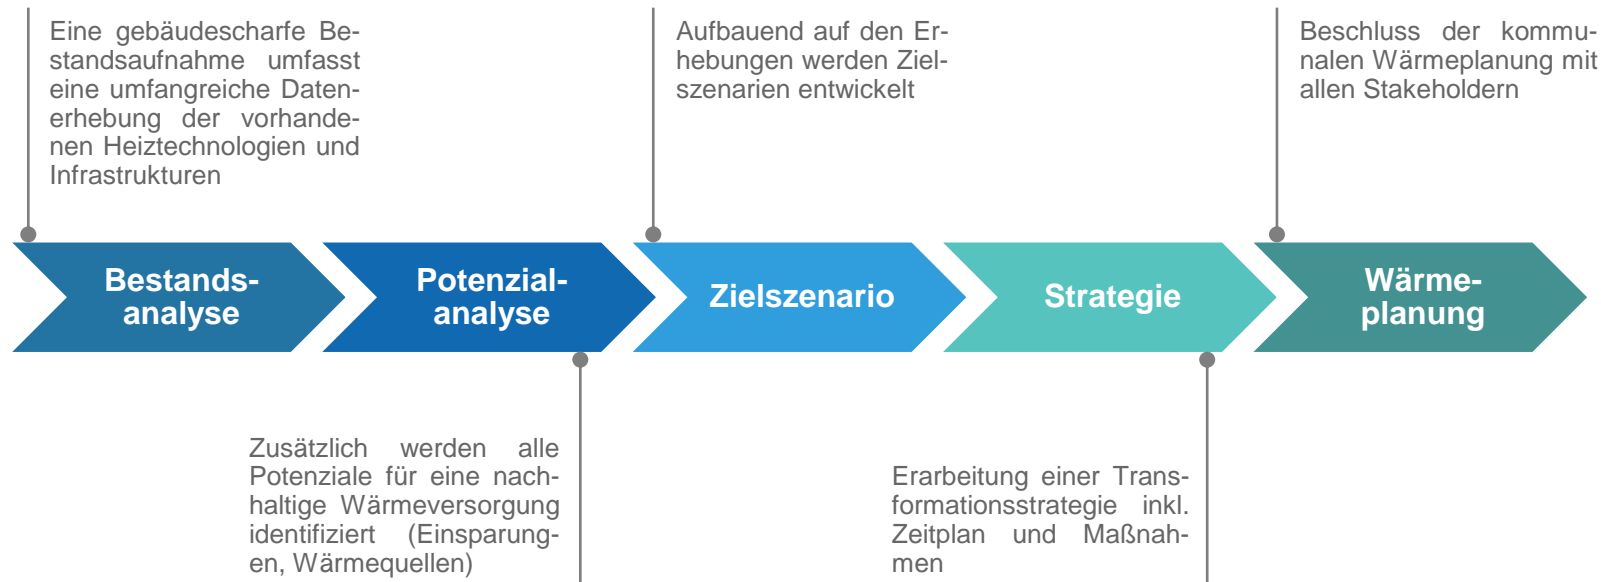 Eine gebäudescharfe Be-
standsaufnahme umfasst
eine umfangreiche Daten-
erhebung der vorhande-
nen Heiztechnologien und
Infrastrukturen
Aufbauend auf den Er-
hebungen werden Ziel-
szenarien entwickelt
Beschluss der kommu-
nalen Wärmeplanung mit
allen Stakeholdern
Bestands-
analyse
Potenzial-
analyse
Zielszenario
Strategie
Wärme-
planung
Zusätzlich werden alle
Potenziale für eine nach-
haltige Wärmeversorgung
identifiziert (Einsparung-
en, Wärmequellen)
Erarbeitung einer Trans-
formationsstrategie inkl.
Zeitplan und Maßnah-
men